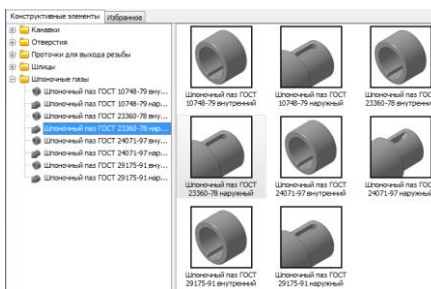 Конструктивные элементы Избранное
Канавки
Отверстия
Проточки для выхода резьбы
Шлицы
Шпоночные пазы
Шпоночный паз ГОСТ 10748-79 вну...
Шпоночный паз ГОСТ 10748-79 нар...
Шпоночный паз ГОСТ 23360-78 вну...
Шпоночный паз ГОСТ 23360-78 нар...
Шпоночный паз ГОСТ 24071-97 вну...
Шпоночный паз ГОСТ 24071-97 нар...
Шпоночный паз ГОСТ 29175-91 вну...
Шпоночный паз ГОСТ 29175-91 нар...
Шпоночный паз ГОСТ
10748-79 внутренний
Шпоночный паз ГОСТ
10748-79 наружный
Шпоночный паз ГОСТ
23360-78 внутренни
Шпоночный паз ГОСТ
23360-78 наружный
Шпоночный паз ГОСТ
24071-97 внутренний
Шпоночный паз ГОСТ
24071-97 наружный
Шпоночный паз ГОСТ
29175-91 внутренний
Шпоночный паз ГОСТ
29175-91 наружный